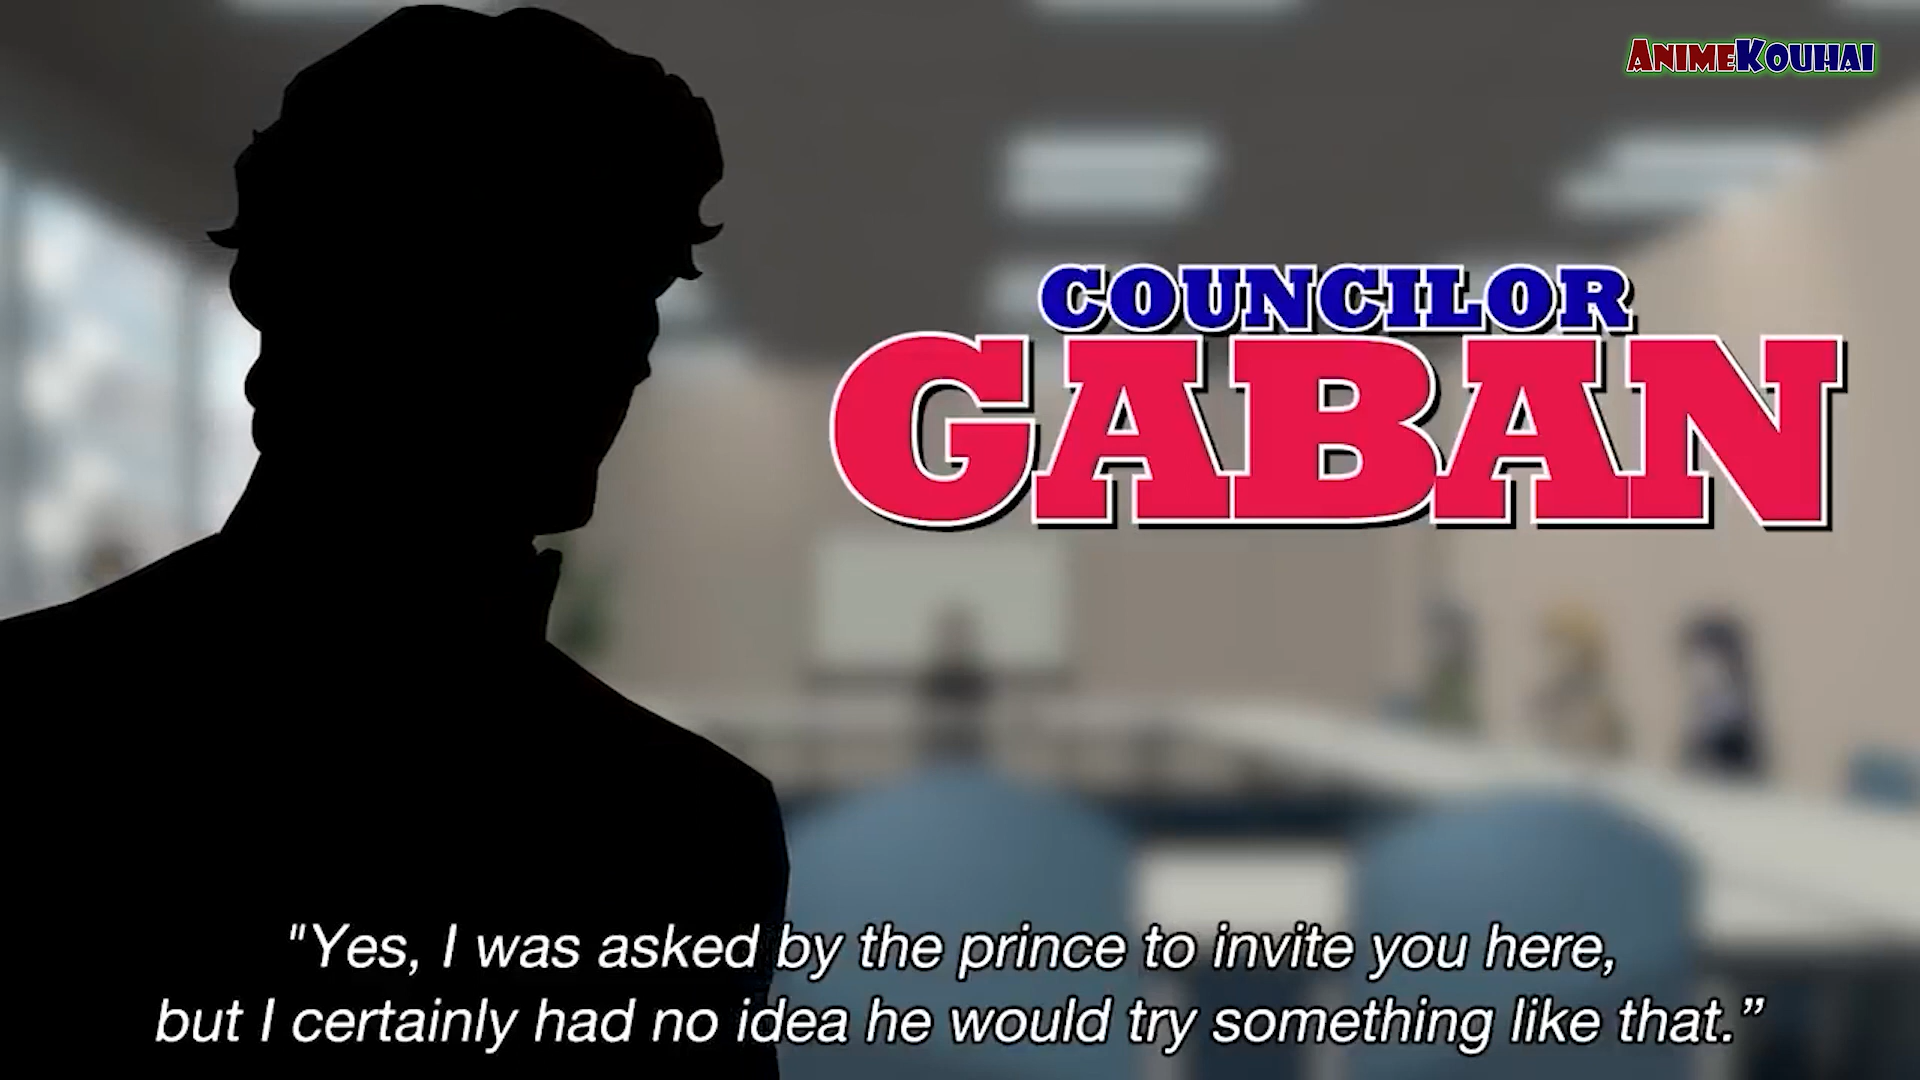 ANIMEKOUHAI
COUNCILOR
GABAN
"Yes, I was asked by the prince to invite you here,
but I certainly had no idea he would try something like that.”